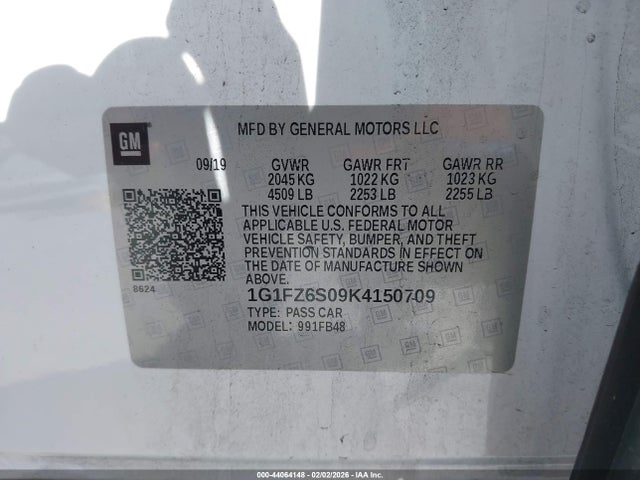 GM
MFD BY GENERAL MOTORS LLC
09/19 GVWR GAWR FRT GAWR RR
2045 KG 1022 KG 1023 KG
4509 LB 2253 LB 2255 LB
THIS VEHICLE CONFORMS TO ALL
APPLICABLE U.S. FEDERAL MOTOR
VEHICLE SAFETY, BUMPER, AND THEFT
PREVENTION STANDARDS IN EFFECT ON
THE DATE OF MANUFACTURE SHOWN
ABOVE.
8624
1G1FZ6S09K4150709
TYPE: PASS CAR
MODEL: 991FB48
000-44064148 - 02/02/2026 - IAA Inc.